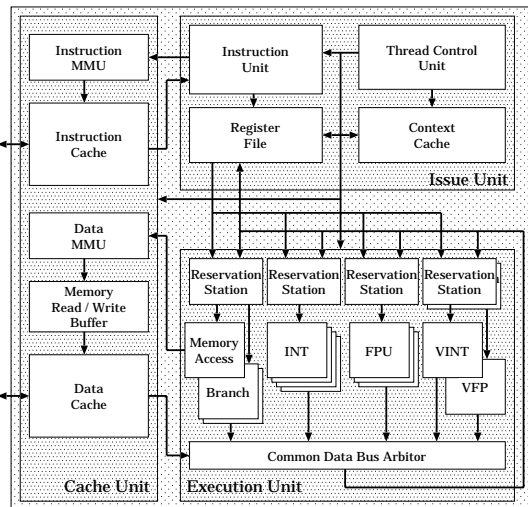 Instruction
MMU
Instruction
Cache
Data
MMU
Memory
Read / Write
Buffer
Data
Cache
Cache Unit
Instruction
Unit
Thread Control
Unit
Register
File
Context
Cache
Issue Unit
Reservation
Station
Reservation
Station
Reservation
Station
Reservation
Station
Memory
Access
Branch
INT
FPU
VINT
VFP
Common Data Bus Arbitor
Execution Unit